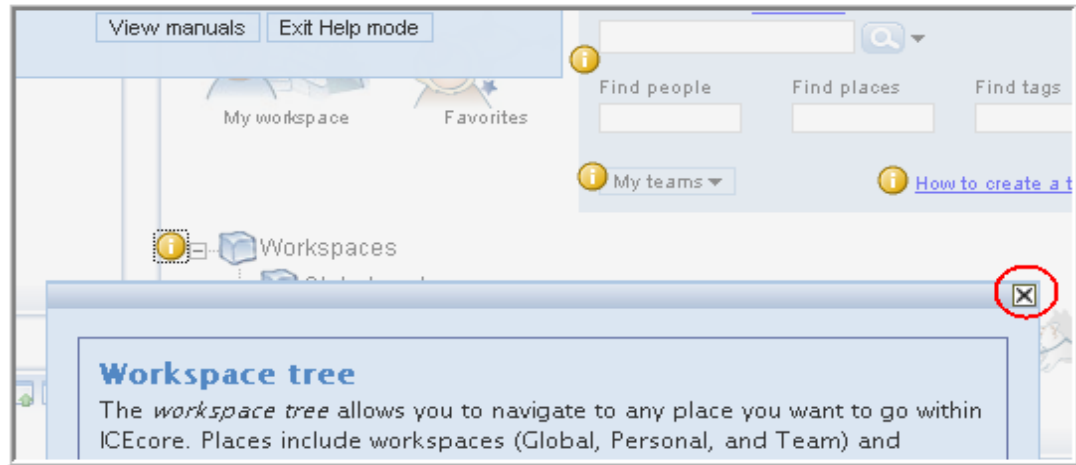 View manuals Exit Help mode
Find people Find places Find tags
My workspace Favorites
My teams How to create a t
Workspaces
Workspace tree
The workspace tree allows you to navigate to any place you want to go within
ICEcore. Places include workspaces (Global, Personal, and Team) and